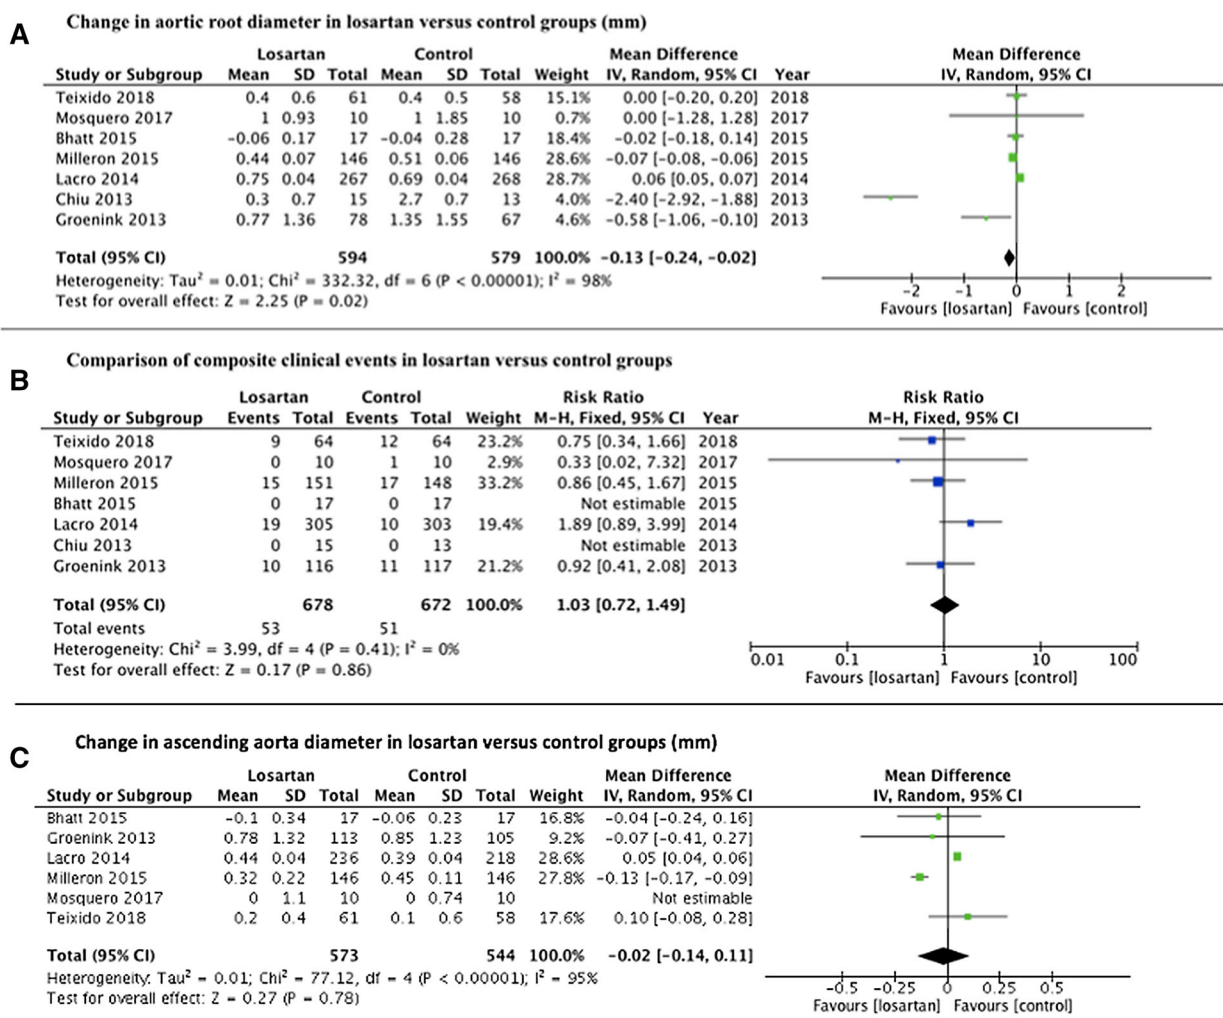 A
Change in aortic root diameter in losartan versus control groups (mm)
Losartan Control Mean Difference Mean Difference
Study or Subgroup Mean SD Total Mean SD Total Weight IV, Random, 95% CI Year IV, Random, 95% CI
Teixido 2018 0.4 0.6 61 0.4 0.5 58 15.1% 0.00 [-0.20, 0.20] 2018
Mosquero 2017 1 0.93 10 1 1.85 10 0.7% 0.00 [-1.28, 1.28] 2017
Bhatt 2015 -0.06 0.17 17 -0.04 0.28 17 18.4% -0.02 [-0.18, 0.14] 2015
Milleron 2015 0.44 0.07 146 0.51 0.06 146 28.6% -0.07 [-0.08, -0.06] 2015
Lacro 2014 0.75 0.04 267 0.69 0.04 268 28.7% 0.06 [0.05, 0.07] 2014
Chiu 2013 0.3 0.7 15 2.7 0.7 13 4.0% -2.40 [-2.92, -1.88] 2013
Groenink 2013 0.77 1.36 78 1.35 1.55 67 4.6% -0.58 [-1.06, -0.10] 2013
Total (95% CI) 594 579 100.0% -0.13 [-0.24, -0.02]
Heterogeneity: Tau² = 0.01; Chi² = 332.32, df = 6 (P < 0.00001); I² = 98%
Test for overall effect: Z = 2.25 (P = 0.02)
-2 -1 0 1 2
Favours [losartan] Favours [control]
B
Comparison of composite clinical events in losartan versus control groups
Losartan Control Risk Ratio Risk Ratio
Study or Subgroup Events Total Events Total Weight M-H, Fixed, 95% CI Year M-H, Fixed, 95% CI
Teixido 2018 9 64 12 64 23.2% 0.75 [0.34, 1.66] 2018
Mosquero 2017 0 10 1 10 2.9% 0.33 [0.02, 7.32] 2017
Milleron 2015 15 151 17 148 33.2% 0.86 [0.45, 1.67] 2015
Bhatt 2015 0 17 0 17 Not estimable 2015
Lacro 2014 19 305 10 303 19.4% 1.89 [0.89, 3.99] 2014
Chiu 2013 0 15 0 13 Not estimable 2013
Groenink 2013 10 116 11 117 21.2% 0.92 [0.41, 2.08] 2013
Total (95% CI) 678 672 100.0% 1.03 [0.72, 1.49]
Total events 53 51
Heterogeneity: Chi² = 3.99, df = 4 (P = 0.41); I² = 0%
Test for overall effect: Z = 0.17 (P = 0.86)
0.01 0.1 1 10 100
Favours [losartan] Favours [control]
C
Change in ascending aorta diameter in losartan versus control groups (mm)
Losartan Control Mean Difference Mean Difference
Study or Subgroup Mean SD Total Mean SD Total Weight IV, Random, 95% CI IV, Random, 95% CI
Bhatt 2015 -0.1 0.34 17 -0.06 0.23 17 16.8% -0.04 [-0.24, 0.16]
Groenink 2013 0.78 1.32 113 0.85 1.23 105 9.2% -0.07 [-0.41, 0.27]
Lacro 2014 0.44 0.04 236 0.39 0.04 218 28.6% 0.05 [0.04, 0.06]
Milleron 2015 0.32 0.22 146 0.45 0.11 146 27.8% -0.13 [-0.17, -0.09]
Mosquero 2017 0 1.1 10 0 0.74 10 Not estimable
Teixido 2018 0.2 0.4 61 0.1 0.6 58 17.6% 0.10 [-0.08, 0.28]
Total (95% CI) 573 544 100.0% -0.02 [-0.14, 0.11]
Heterogeneity: Tau² = 0.01; Chi² = 77.12, df = 4 (P < 0.00001); I² = 95%
Test for overall effect: Z = 0.27 (P = 0.78)
-0.5 -0.25 0 0.25 0.5
Favours [losartan] Favours [control]